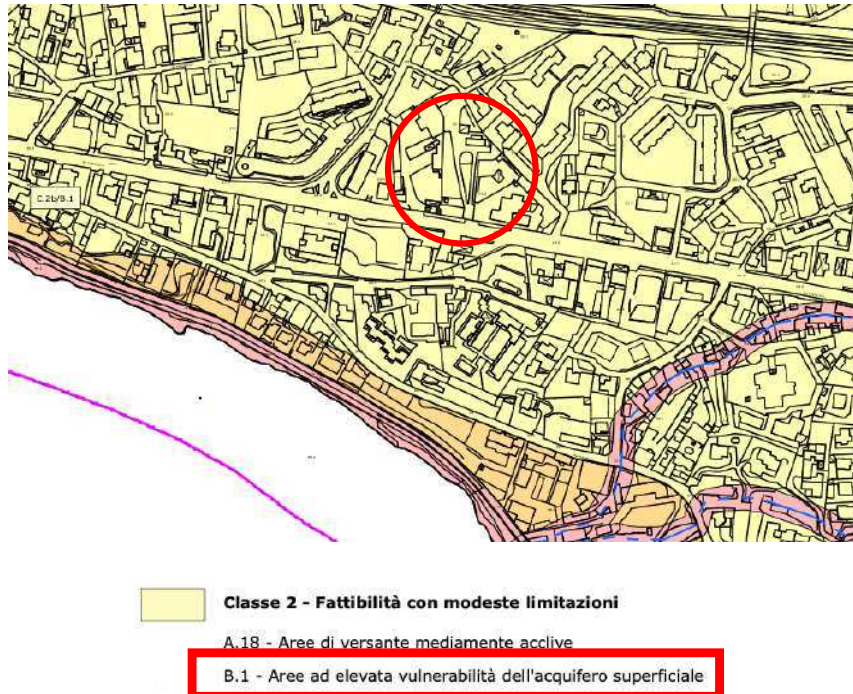 C.2b/B.1
Classe 2 - Fattibilità con modeste limitazioni
A.18 - Aree di versante mediamente acclive
B.1 - Aree ad elevata vulnerabilità dell'acquifero superficiale